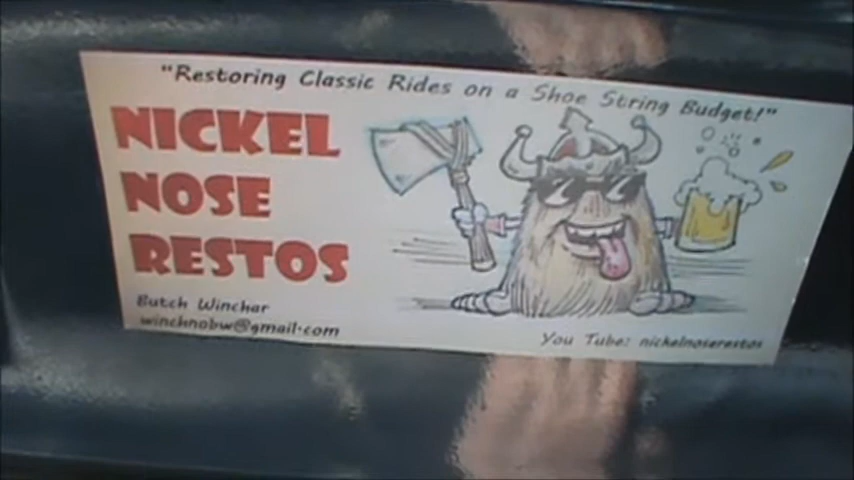 "Restoring Classic Rides on a Shoe String Budget!"
NICKEL
NOSE
RESTOS
Butch Winchar
winchnobw@gmail.com
You Tube: nickelnoserestos